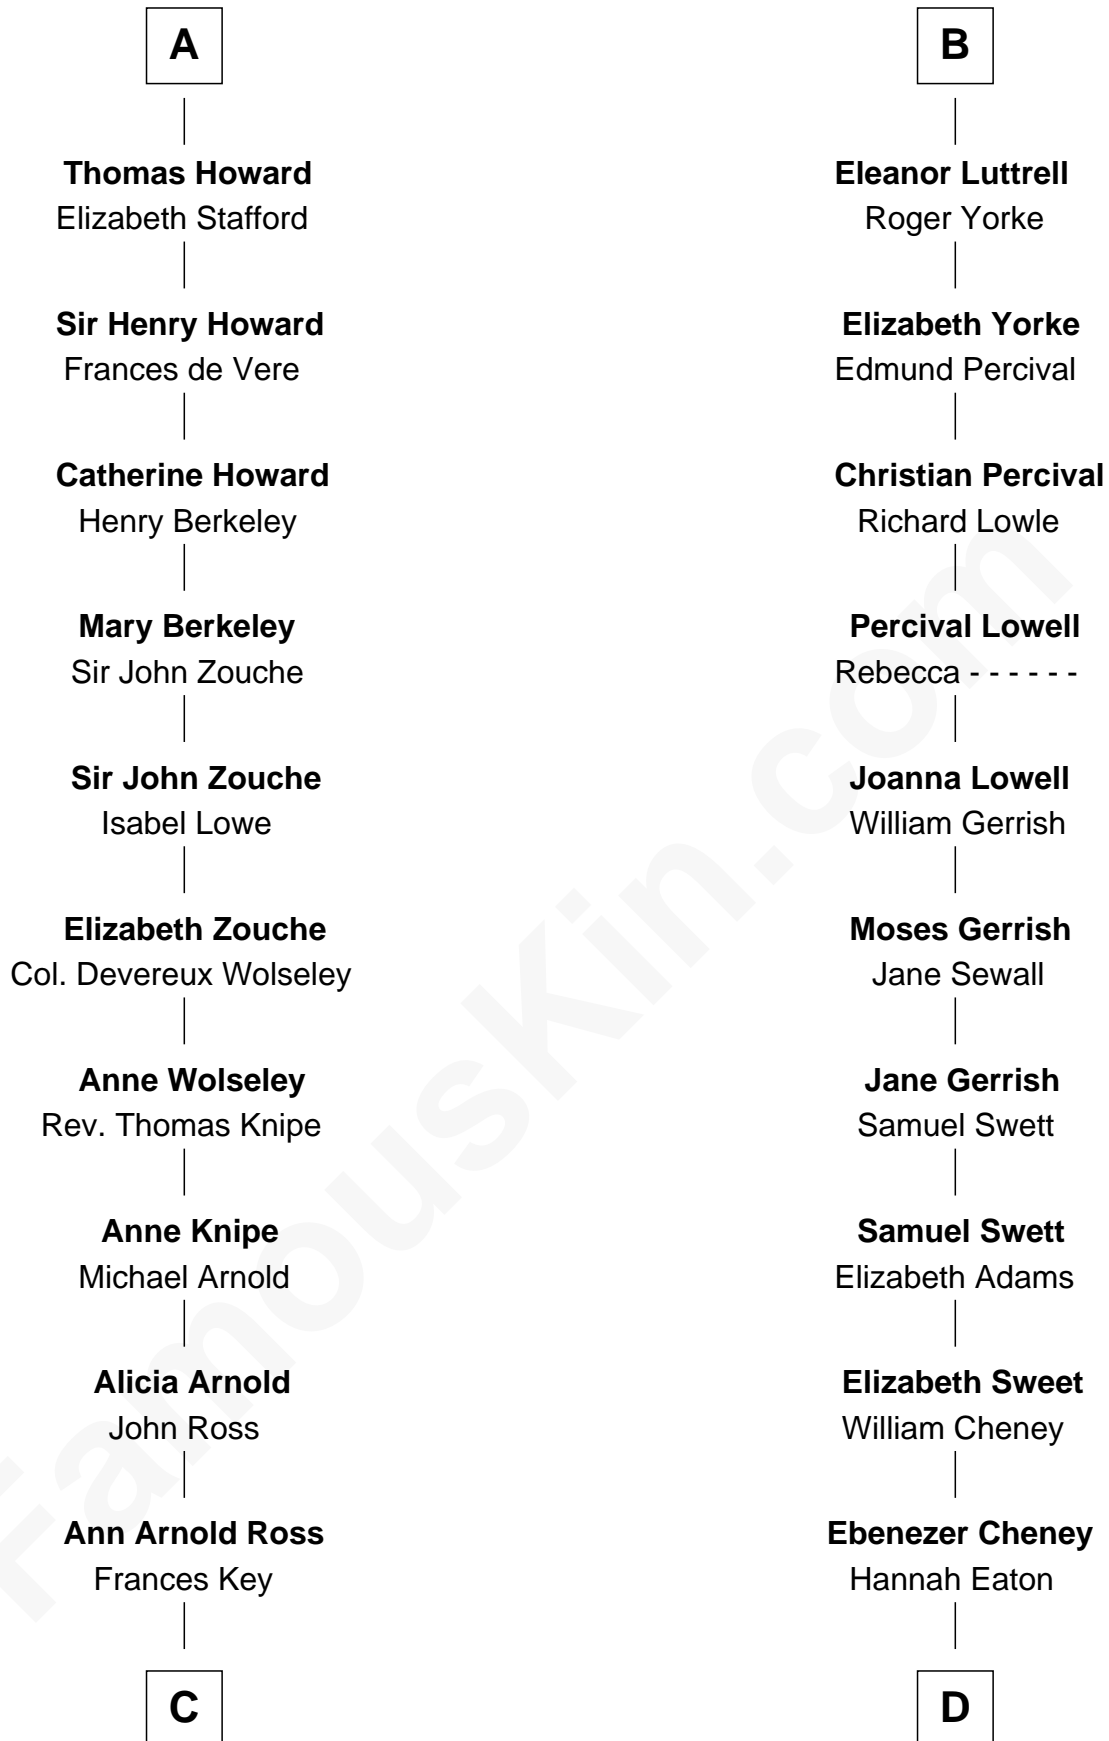 A
Thomas Howard
Elizabeth Stafford
Sir Henry Howard
Frances de Vere
Catherine Howard
Henry Berkeley
Mary Berkeley
Sir John Zouche
Sir John Zouche
Isabel Lowe
Elizabeth Zouche
Col. Devereux Wolseley
Anne Wolseley
Rev. Thomas Knipe
Anne Knipe
Michael Arnold
Alicia Arnold
John Ross
Ann Arnold Ross
Frances Key
C
B
Eleanor Luttrell
Roger Yorke
Elizabeth Yorke
Edmund Percival
Christian Percival
Richard Lowle
Percival Lowell
Rebecca - - - - - -
Joanna Lowell
William Gerrish
Moses Gerrish
Jane Sewall
Jane Gerrish
Samuel Swett
Samuel Swett
Elizabeth Adams
Elizabeth Sweet
William Cheney
Ebenezer Cheney
Hannah Eaton
D
FamousKin.com